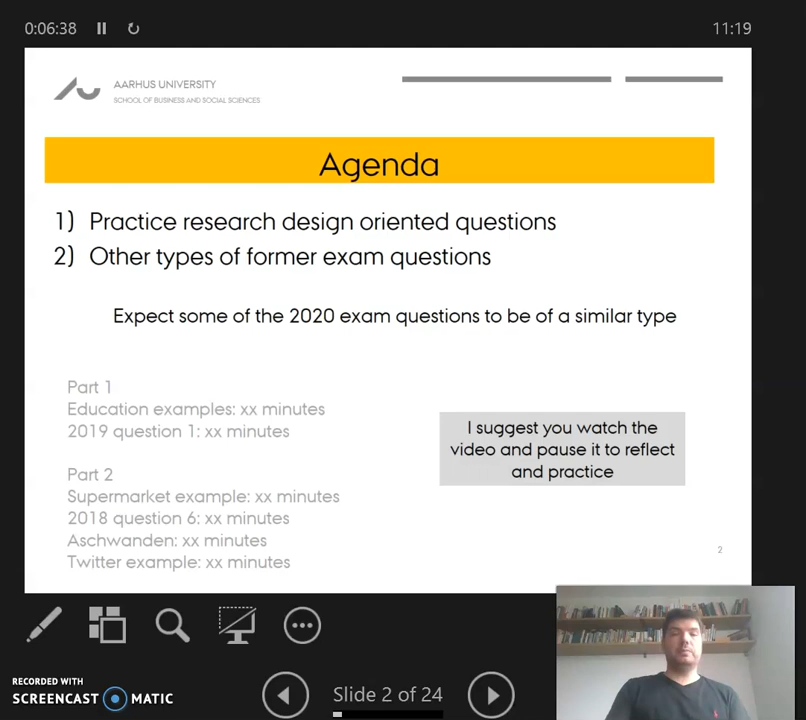 0:06:38
11:19
AARHUS UNIVERSITY
SCHOOL OF BUSINESS AND SOCIAL SCIENCES
Agenda
1) Practice research design oriented questions
2) Other types of former exam questions
Expect some of the 2020 exam questions to be of a similar type
Part 1
Education examples: xx minutes
2019 question 1: xx minutes
Part 2
Supermarket example: xx minutes
2018 question 6: xx minutes
Aschwanden: xx minutes
Twitter example: xx minutes
I suggest you watch the
video and pause it to reflect
and practice
2
RECORDED WITH
SCREENCAST MATIC
Slide 2 of 24